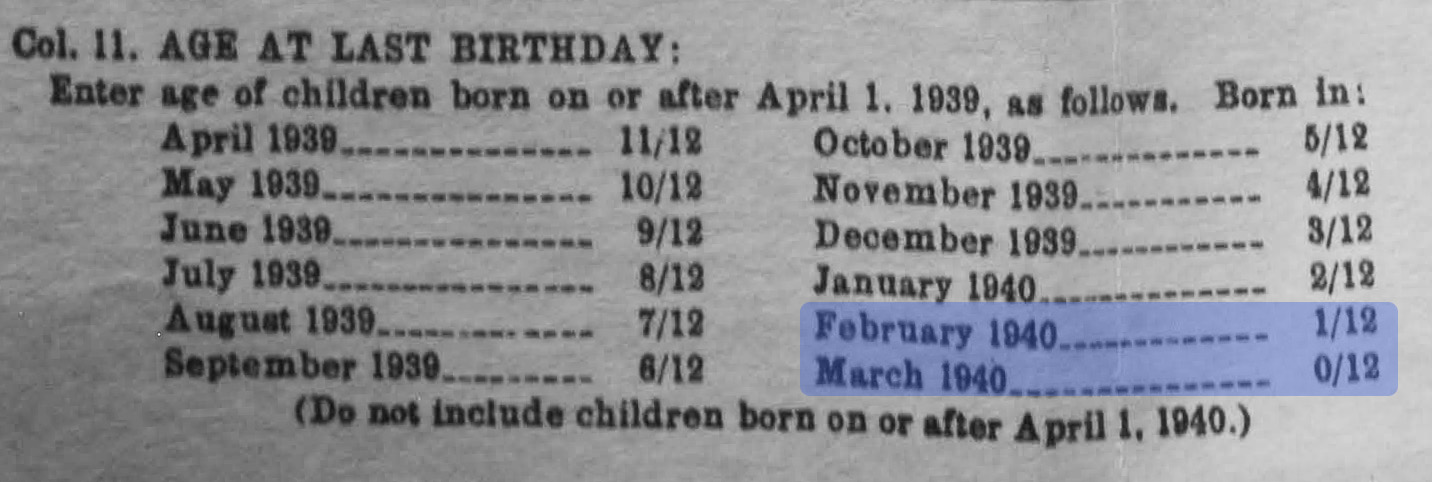 Col. 11. AGE AT LAST BIRTHDAY:
Enter age of children born on or after April 1, 1939, as follows. Born in:
April 1939 11/12 October 1939 5/12
May 1939 10/12 November 1939 4/12
June 1939 9/12 December 1939 3/12
July 1939 8/12 January 1940 2/12
August 1939 7/12 February 1940 1/12
September 1939 6/12 March 1940 0/12
(Do not include children born on or after April 1, 1940.)